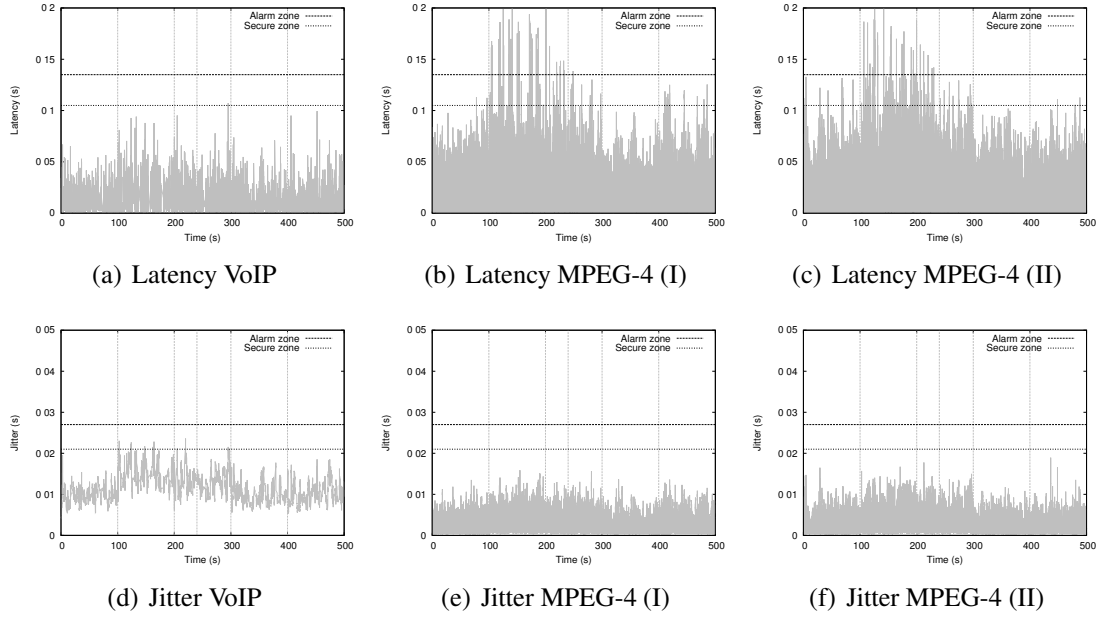 0 2
0.15
0.1
0.05
0
Latency (s)
0 100 200 300 400 500
Time (s)
Alarm zone
Secure zone
(a) Latency VoIP
0 2
0.15
0.1
0.05
0
Latency (s)
0 100 200 300 400 500
Time (s)
Alarm zone
Secure zone
(b) Latency MPEG-4 (I)
0 2
0.15
0.1
0.05
0
Latency (s)
0 100 200 300 400 500
Time (s)
Alarm zone
Secure zone
(c) Latency MPEG-4 (II)
0 05
0 04
0 03
0 02
0 01
0
Jitter (s)
0 100 200 300 400 500
Time (s)
Alarm zone
Secure zone
(d) Jitter VoIP
0 05
0 04
0 03
0 02
0 01
0
Jitter (s)
0 100 200 300 400 500
Time (s)
Alarm zone
Secure zone
(e) Jitter MPEG-4 (I)
0 05
0 04
0 03
0 02
0 01
0
Jitter (s)
0 100 200 300 400 500
Time (s)
Alarm zone
Secure zone
(f) Jitter MPEG-4 (II)